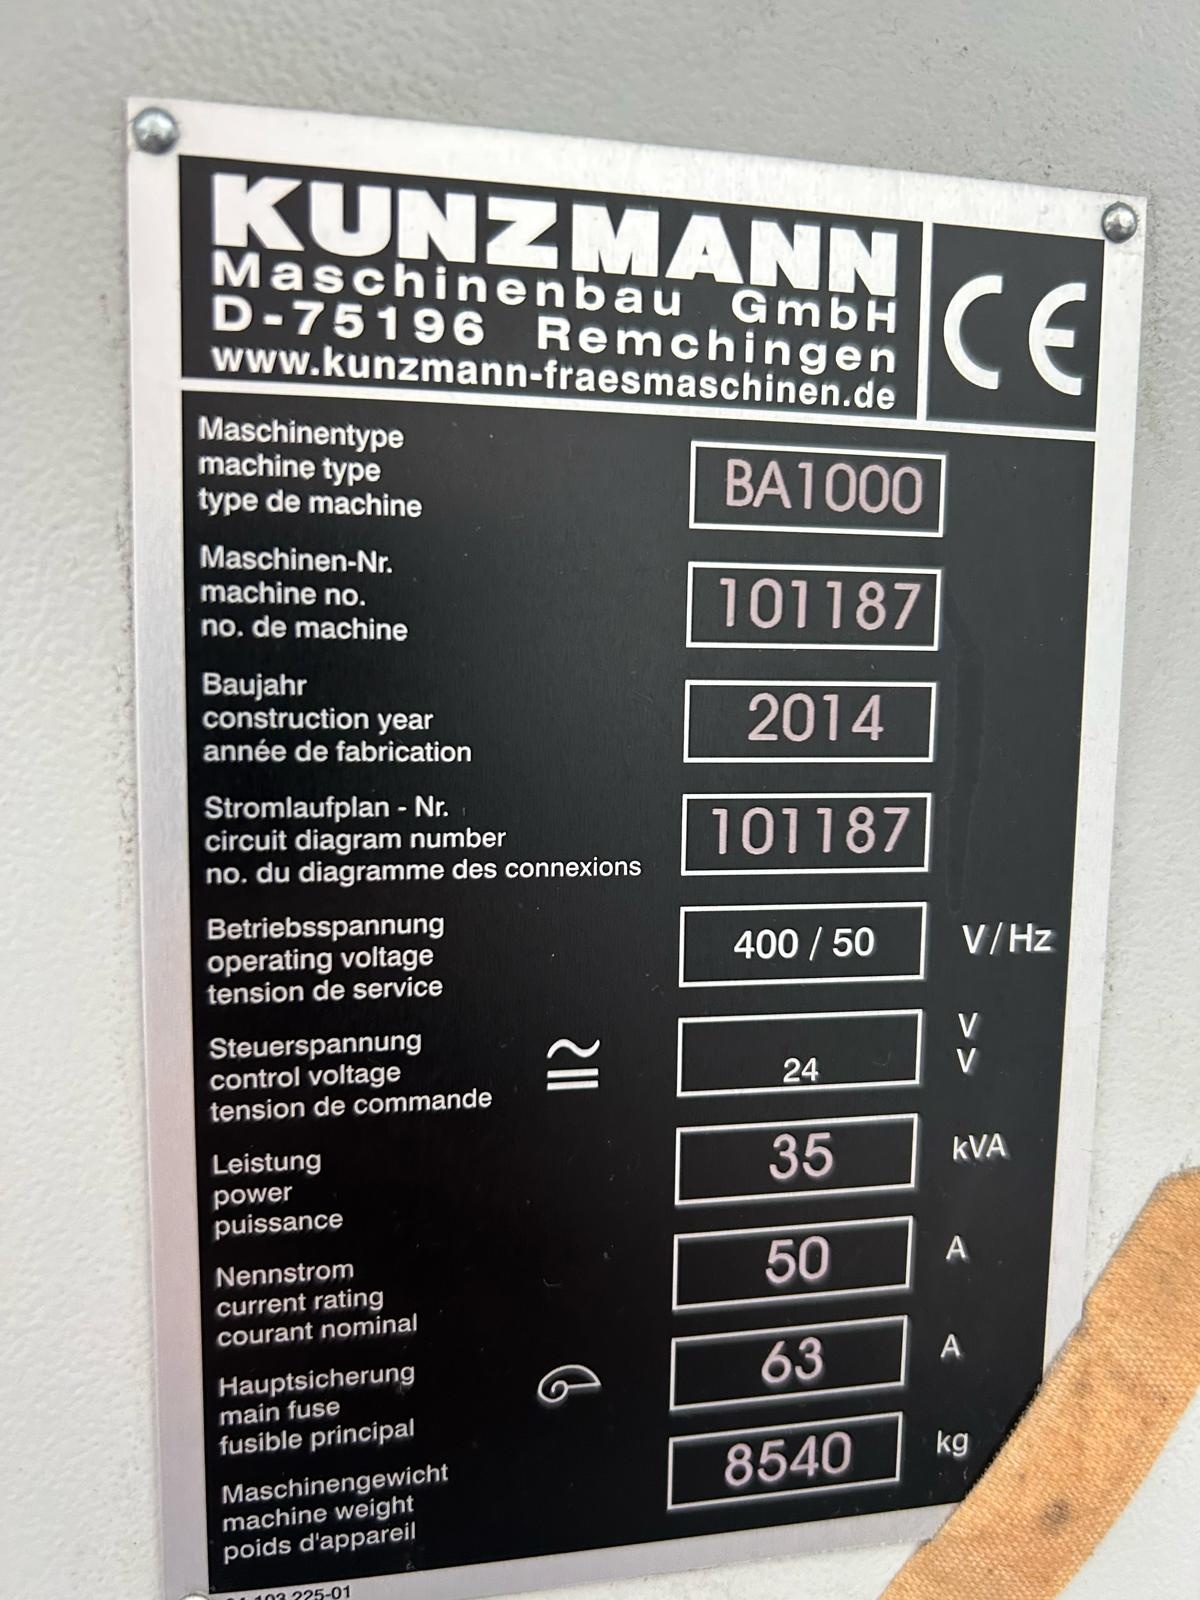 KUNZMANN
Maschinenbau GmbH
D-75196 Remchingen
www.kunzmann-fraesmaschinen.de
CE
Maschinentype
machine type
type de machine
BA1000
Maschinen-Nr.
machine no.
no. de machine
101187
Baujahr
construction year
année de fabrication
2014
Stromlaufplan - Nr.
circuit diagram number
no. du diagramme des connexions
101187
Betriebsspannung
operating voltage
tension de service
400 / 50 V/Hz
Steuerspannung
control voltage
tension de commande
V
24 V
Leistung
power
puissance
35 kVA
Nennstrom
current rating
courant nominal
50 A
Hauptsicherung
main fuse
fusible principal
63 A
Maschinengewicht
machine weight
poids d'appareil
8540 kg
225-01